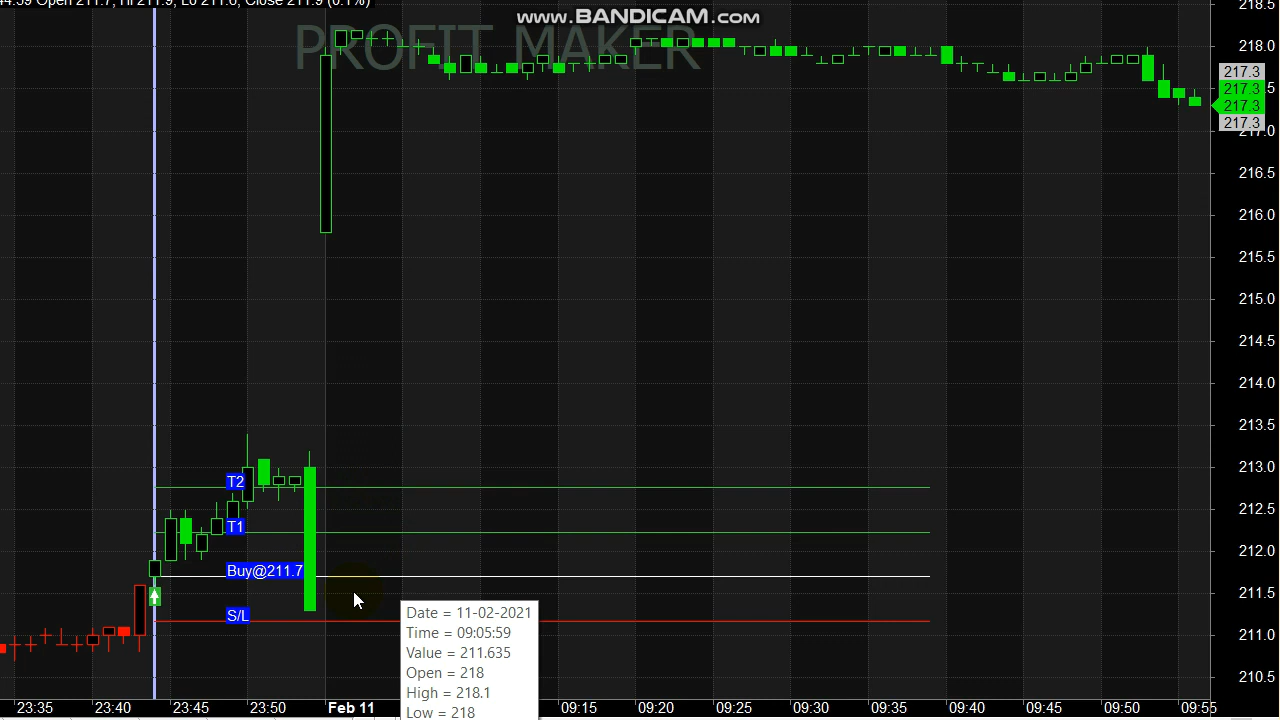 44:59 Open 211.7, Hi 211.9, Lo 211.6, Close 211.9 (0.1%)
www.BANDICAM.com
PROFIT MAKER
218.5
218.0
217.3
217.3
217.3
217.3
217.0
216.5
216.0
215.5
215.0
214.5
214.0
213.5
213.0
212.5
212.0
211.5
211.0
210.5
T2
T1
Buy@211.7
S/L
Date = 11-02-2021
Time = 09:05:59
Value = 211.635
Open = 218
High = 218.1
Low = 218
23:35 23:40 23:45 23:50 Feb 11 09:15 09:20 09:25 09:30 09:35 09:40 09:45 09:50 09:55